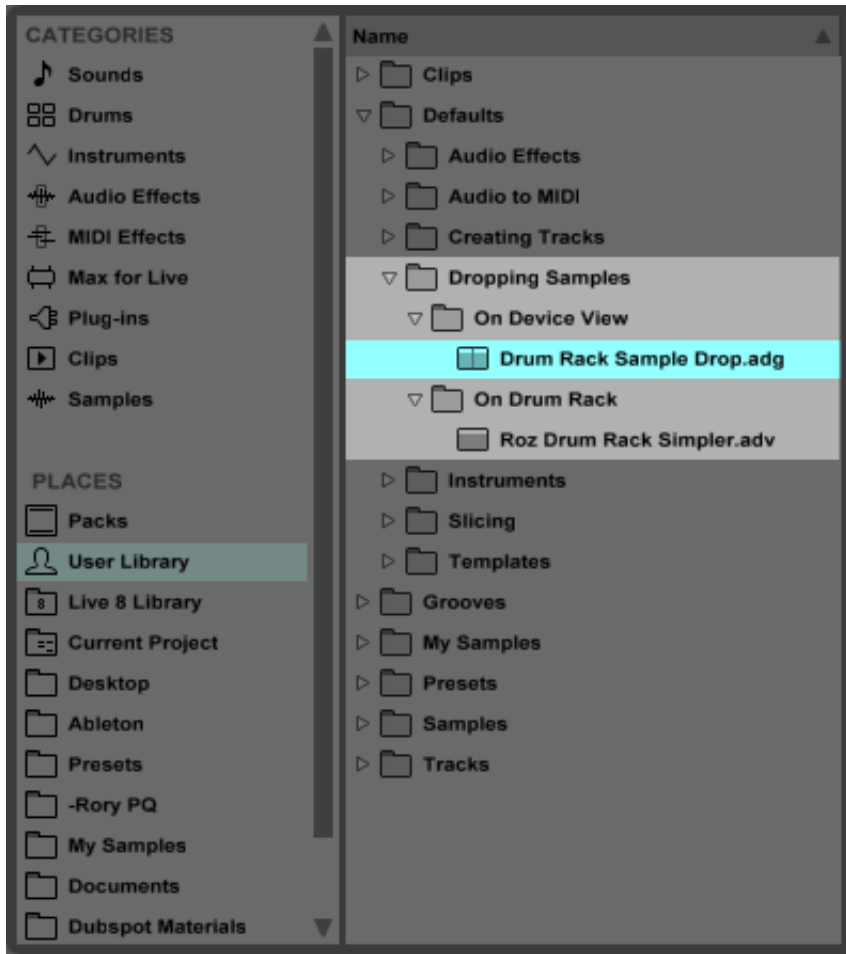 CATEGORIES
Sounds
Drums
Instruments
Audio Effects
MIDI Effects
Max for Live
Plug-ins
Clips
Samples
PLACES
Packs
User Library
8
Live 8 Library
Current Project
Desktop
Ableton
Presets
-Rory PQ
My Samples
Documents
Dubspot Materials
Name
Clips
Defaults
Audio Effects
Audio to MIDI
Creating Tracks
Dropping Samples
On Device View
Drum Rack Sample Drop.adg
On Drum Rack
Roz Drum Rack Simpler.adv
Instruments
Slicing
Templates
Grooves
My Samples
Presets
Samples
Tracks